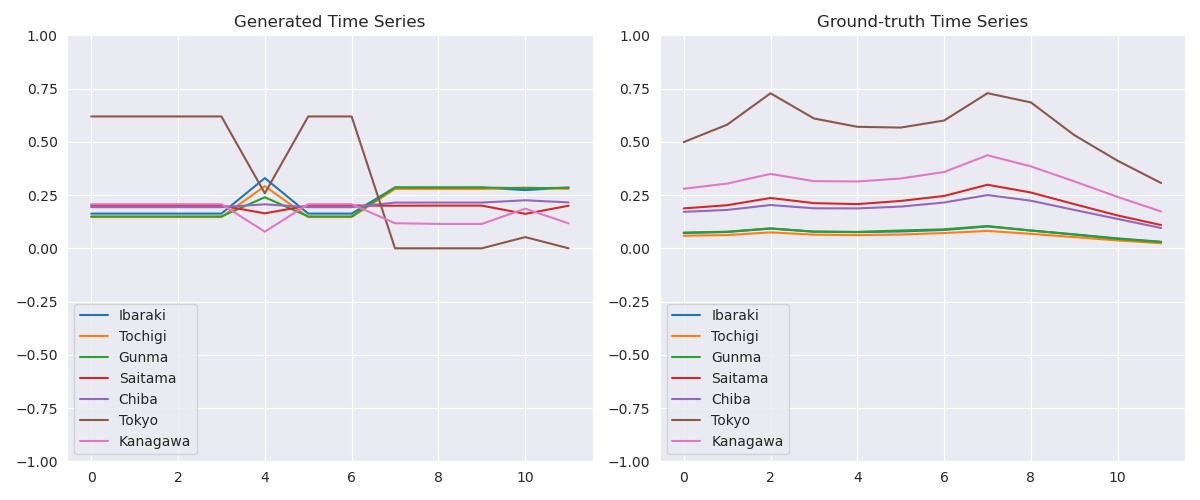 Generated Time Series
1.00
0.75
0.50
0.25
0.00
−0.25
−0.50
−0.75
−1.00
0 2 4 6 8 10
Ibaraki
Tochigi
Gunma
Saitama
Chiba
Tokyo
Kanagawa
Ground-truth Time Series
1.00
0.75
0.50
0.25
0.00
−0.25
−0.50
−0.75
−1.00
0 2 4 6 8 10
Ibaraki
Tochigi
Gunma
Saitama
Chiba
Tokyo
Kanagawa